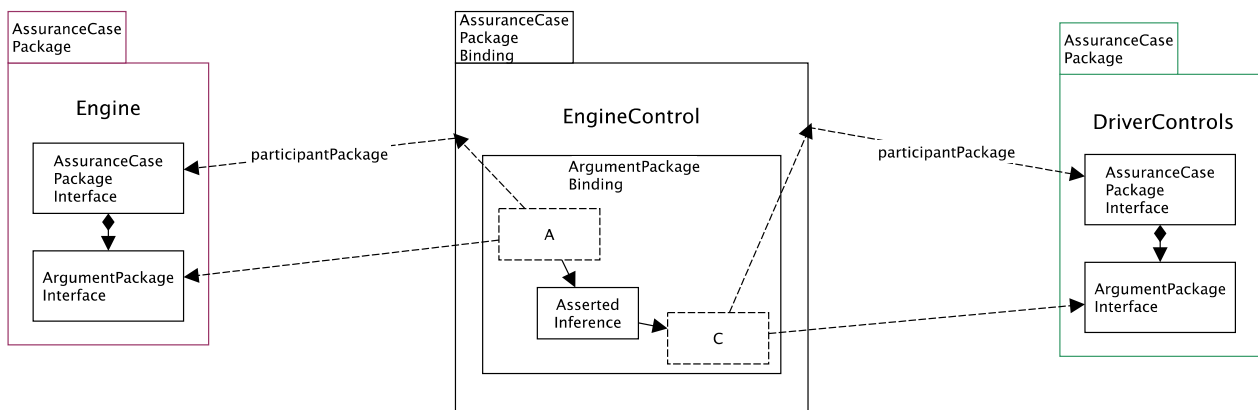 AssuranceCase
Package
Engine
AssuranceCase
Package
Interface
ArgumentPackage
Interface
participantPackage
AssuranceCase
Package
Binding
EngineControl
ArgumentPackage
Binding
A
Asserted
Inference
C
participantPackage
AssuranceCase
Package
DriverControls
AssuranceCase
Package
Interface
ArgumentPackage
Interface